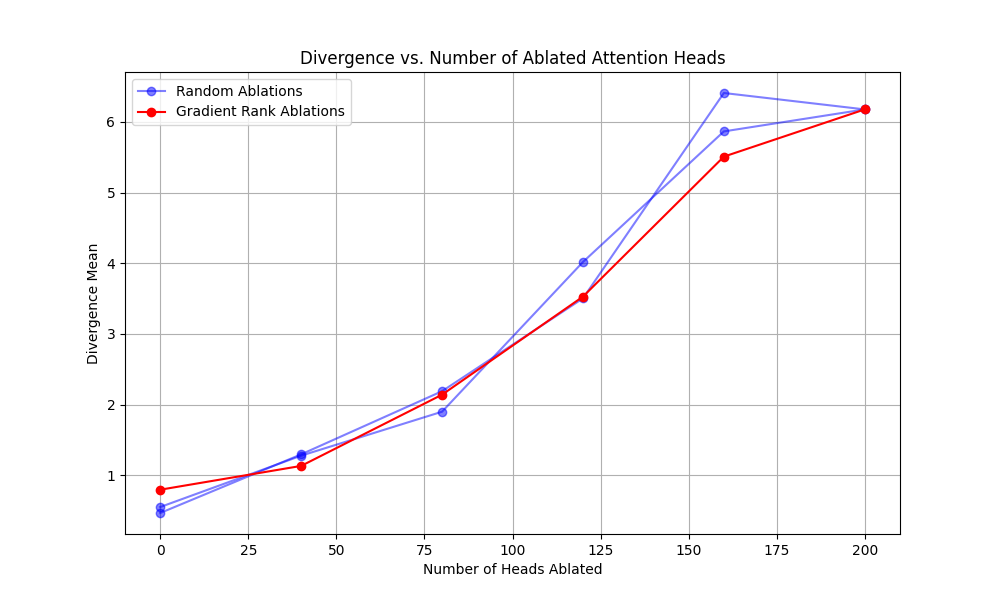 Divergence vs. Number of Ablated Attention Heads
Random Ablations
Gradient Rank Ablations
6
5
4
3
2
1
Divergence Mean
0 25 50 75 100 125 150 175 200
Number of Heads Ablated